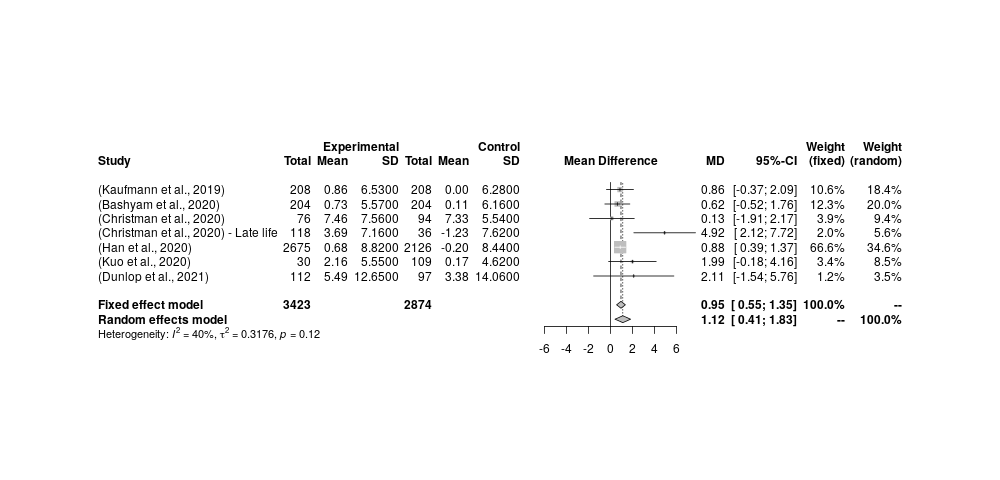 Experimental Control Weight Weight
Study Total Mean SD Total Mean SD Mean Difference MD 95%-CI (fixed) (random)
(Kaufmann et al., 2019) 208 0.86 6.5300 208 0.00 6.2800 0.86 [-0.37; 2.09] 10.6% 18.4%
(Bashyam et al., 2020) 204 0.73 5.5700 204 0.11 6.1600 0.62 [-0.52; 1.76] 12.3% 20.0%
(Christman et al., 2020) 76 7.46 7.5600 94 7.33 5.5400 0.13 [-1.91; 2.17] 3.9% 9.4%
(Christman et al., 2020) - Late life 118 3.69 7.1600 36 -1.23 7.6200 4.92 [ 2.12; 7.72] 2.0% 5.6%
(Han et al., 2020) 2675 0.68 8.8200 2126 -0.20 8.4400 0.88 [ 0.39; 1.37] 66.6% 34.6%
(Kuo et al., 2020) 30 2.16 5.5500 109 0.17 4.6200 1.99 [-0.18; 4.16] 3.4% 8.5%
(Dunlop et al., 2021) 112 5.49 12.6500 97 3.38 14.0600 2.11 [-1.54; 5.76] 1.2% 3.5%
Fixed effect model 3423 2874 0.95 [ 0.55; 1.35] 100.0% --
Random effects model 1.12 [ 0.41; 1.83] -- 100.0%
Heterogeneity: I² = 40%, τ² = 0.3176, p = 0.12
-6 -4 -2 0 2 4 6